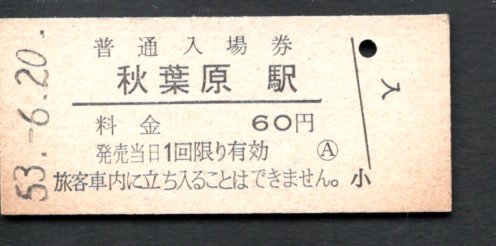 普通入場券
秋葉原駅
料金 60円
発売当日1回限り有効 Ⓐ
旅客車内に立ち入ることはできません。
小
入
53.-6.20.